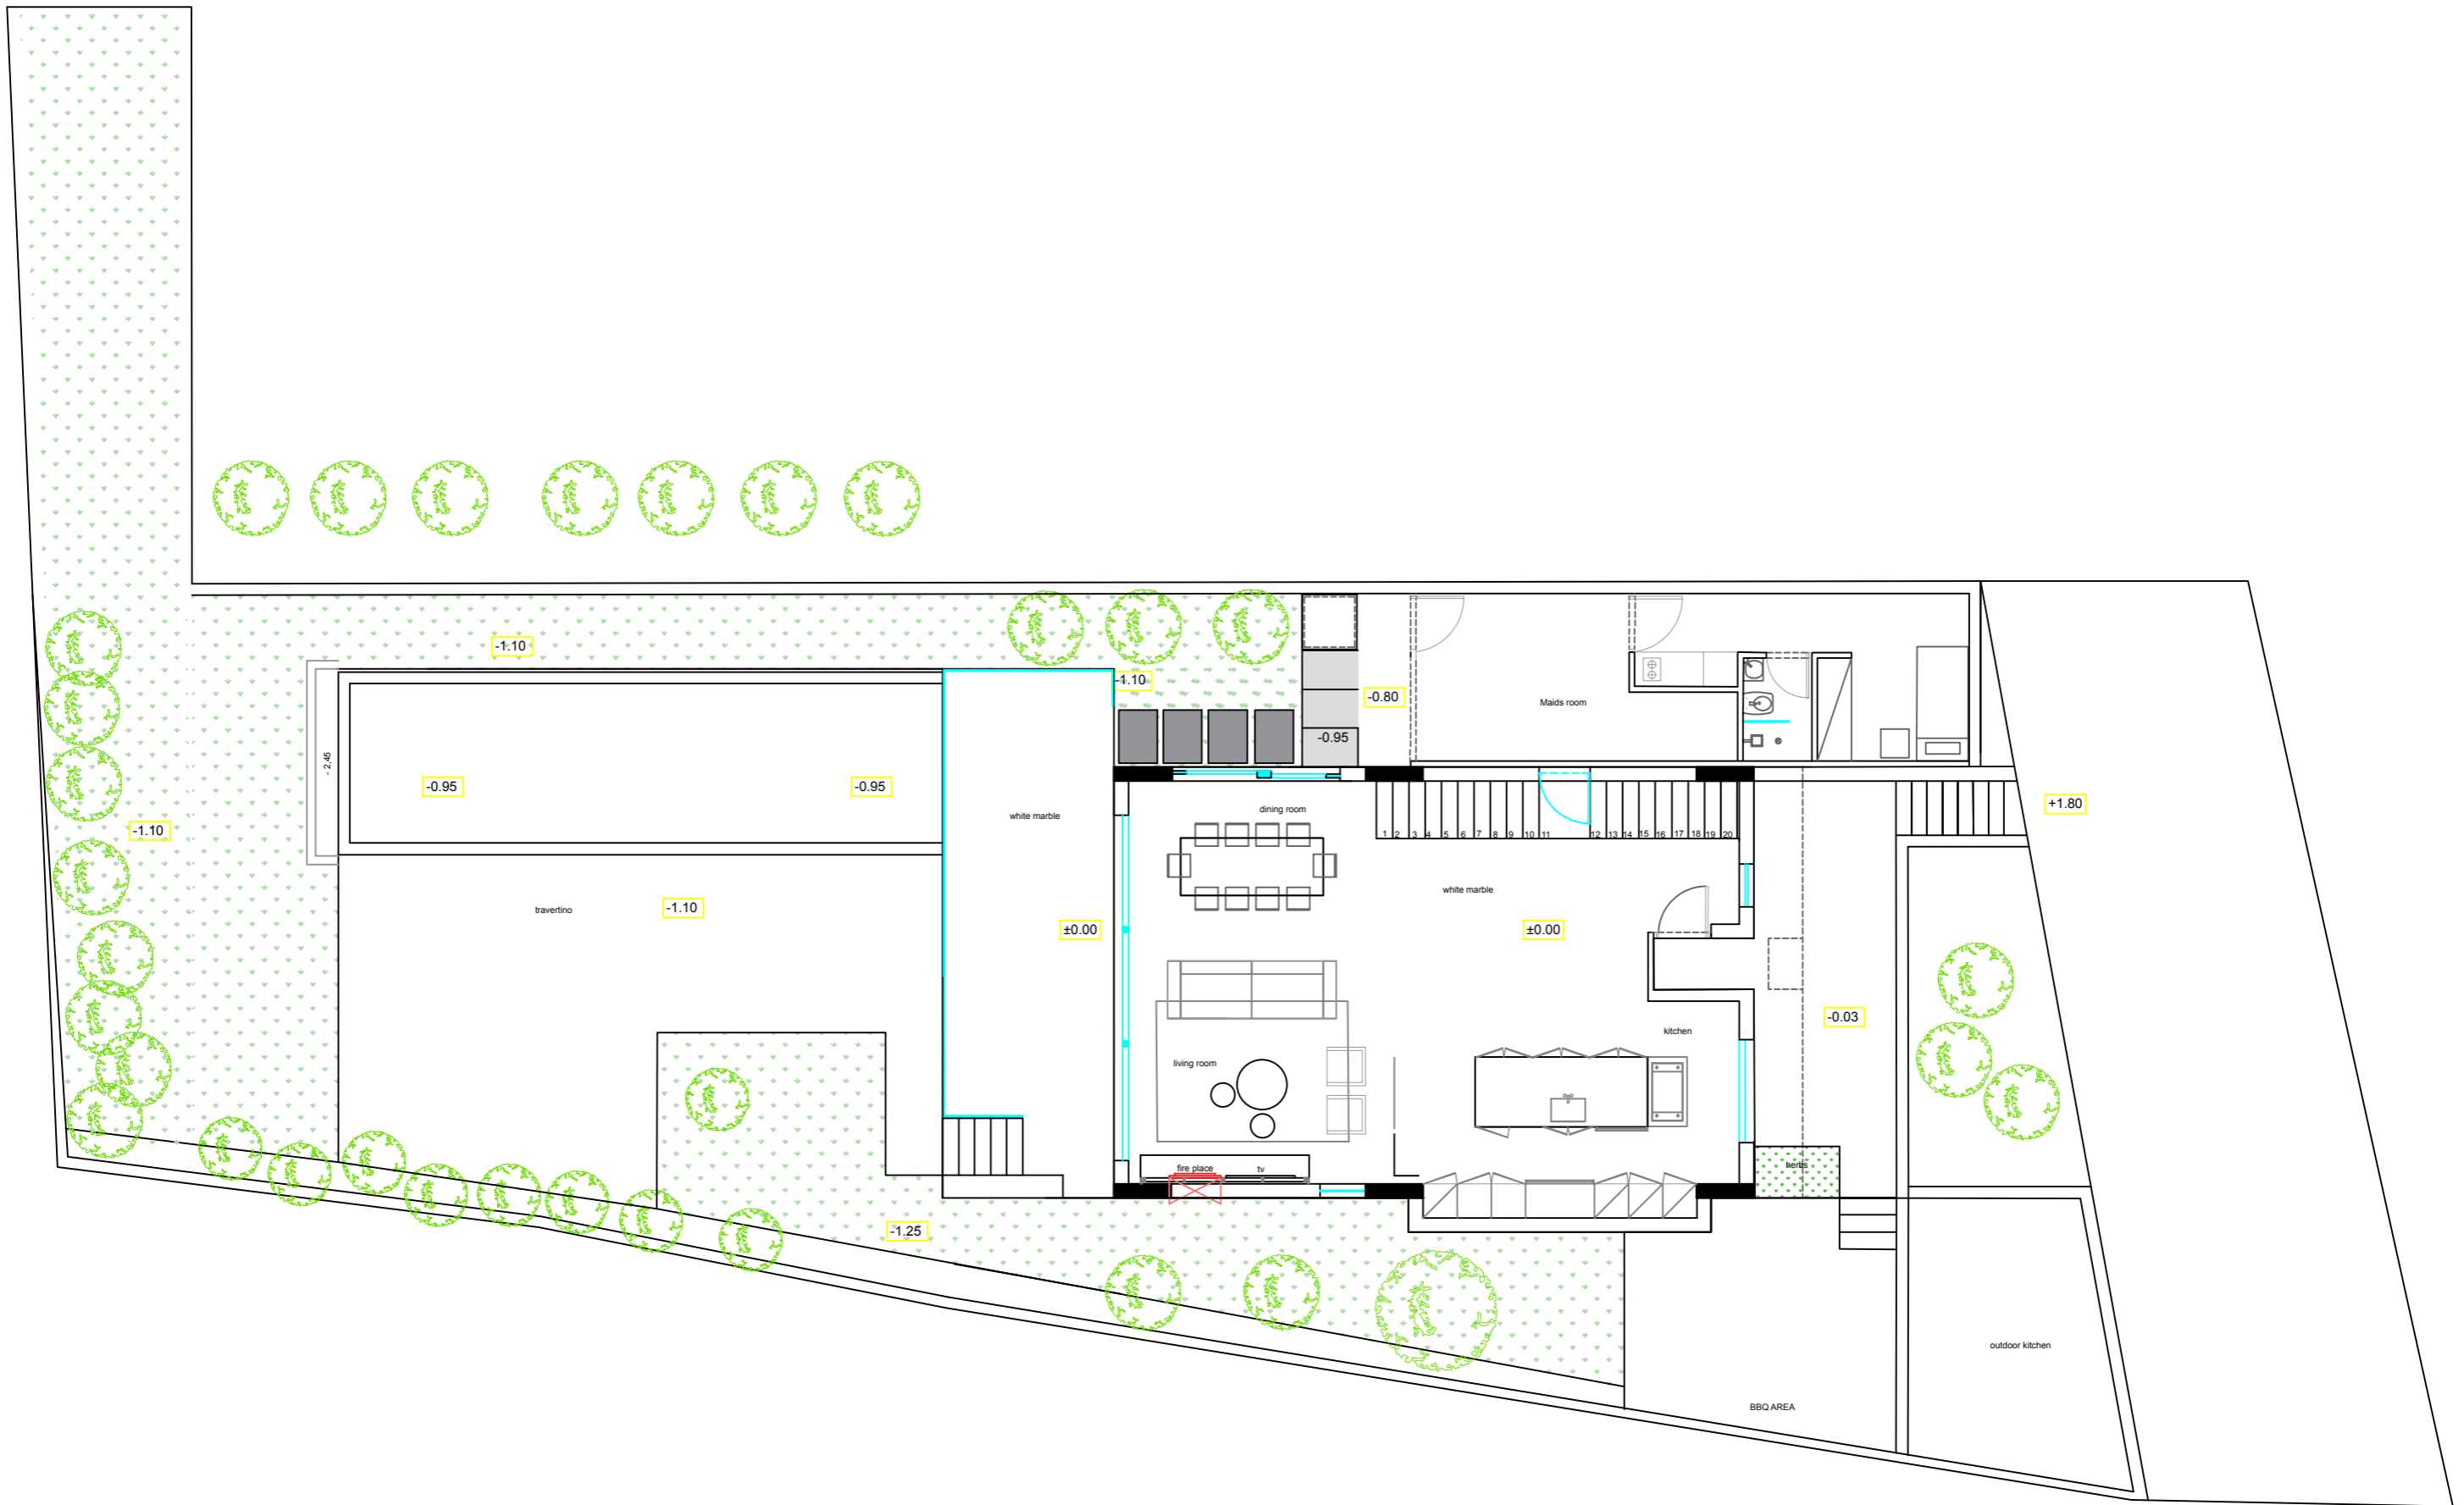 -1.10
-1.10
-0.80
Maids room
-0.95
- 2,45
-0.95
-0.95
white marble
dining room
+1.80
-1.10
1 2 3 4 5 6 7 8 9 10 11 12 13 14 15 16 17 18 19 20
white marble
travertino
-1.10
±0.00
±0.00
-0.03
kitchen
living room
fire place
tv
herbs
-1.25
outdoor kitchen
BBQ AREA